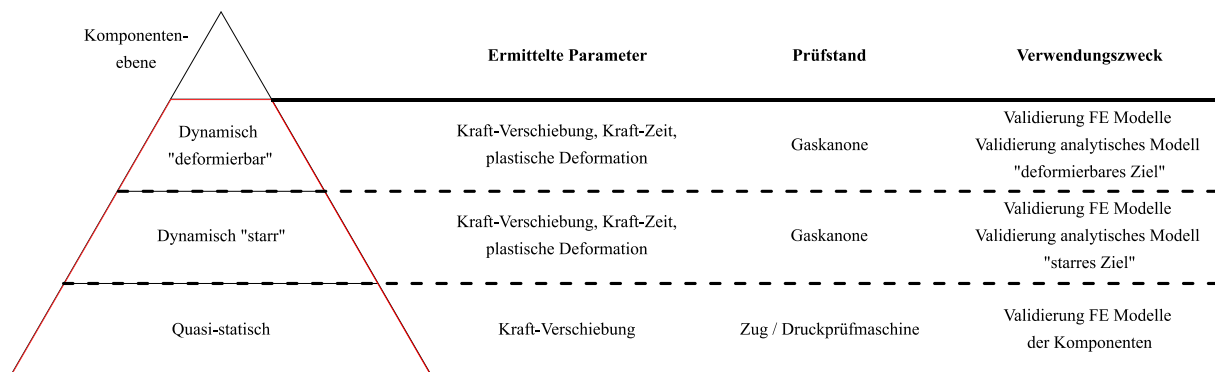 Komponenten-
ebene
Ermittelte Parameter
Prüfstand
Verwendungszweck
Dynamisch
"deformierbar"
Kraft-Verschiebung, Kraft-Zeit,
plastische Deformation
Gaskanone
Validierung FE Modelle
Validierung analytisches Modell
"deformierbares Ziel"
Dynamisch "starr"
Kraft-Verschiebung, Kraft-Zeit,
plastische Deformation
Gaskanone
Validierung FE Modelle
Validierung analytisches Modell
"starres Ziel"
Quasi-statisch
Kraft-Verschiebung
Zug / Druckprüfmaschine
Validierung FE Modelle
der Komponenten